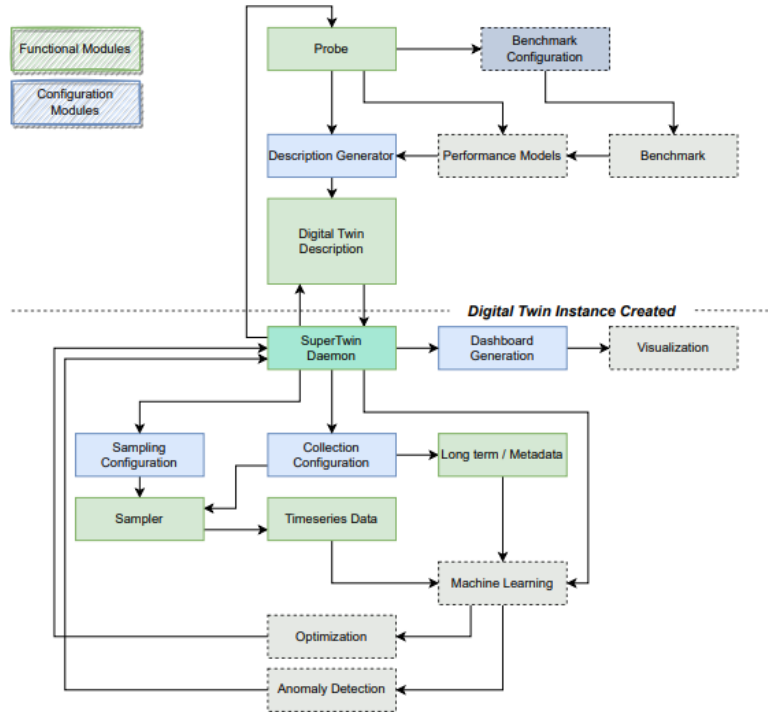 Functional Modules
Configuration
Modules
Probe
Benchmark
Configuration
Description Generator
Performance Models
Benchmark
Digital Twin
Description
Digital Twin Instance Created
SuperTwin
Daemon
Dashboard
Generation
Visualization
Sampling
Configuration
Collection
Configuration
Long term / Metadata
Sampler
Timeseries Data
Machine Learning
Optimization
Anomaly Detection